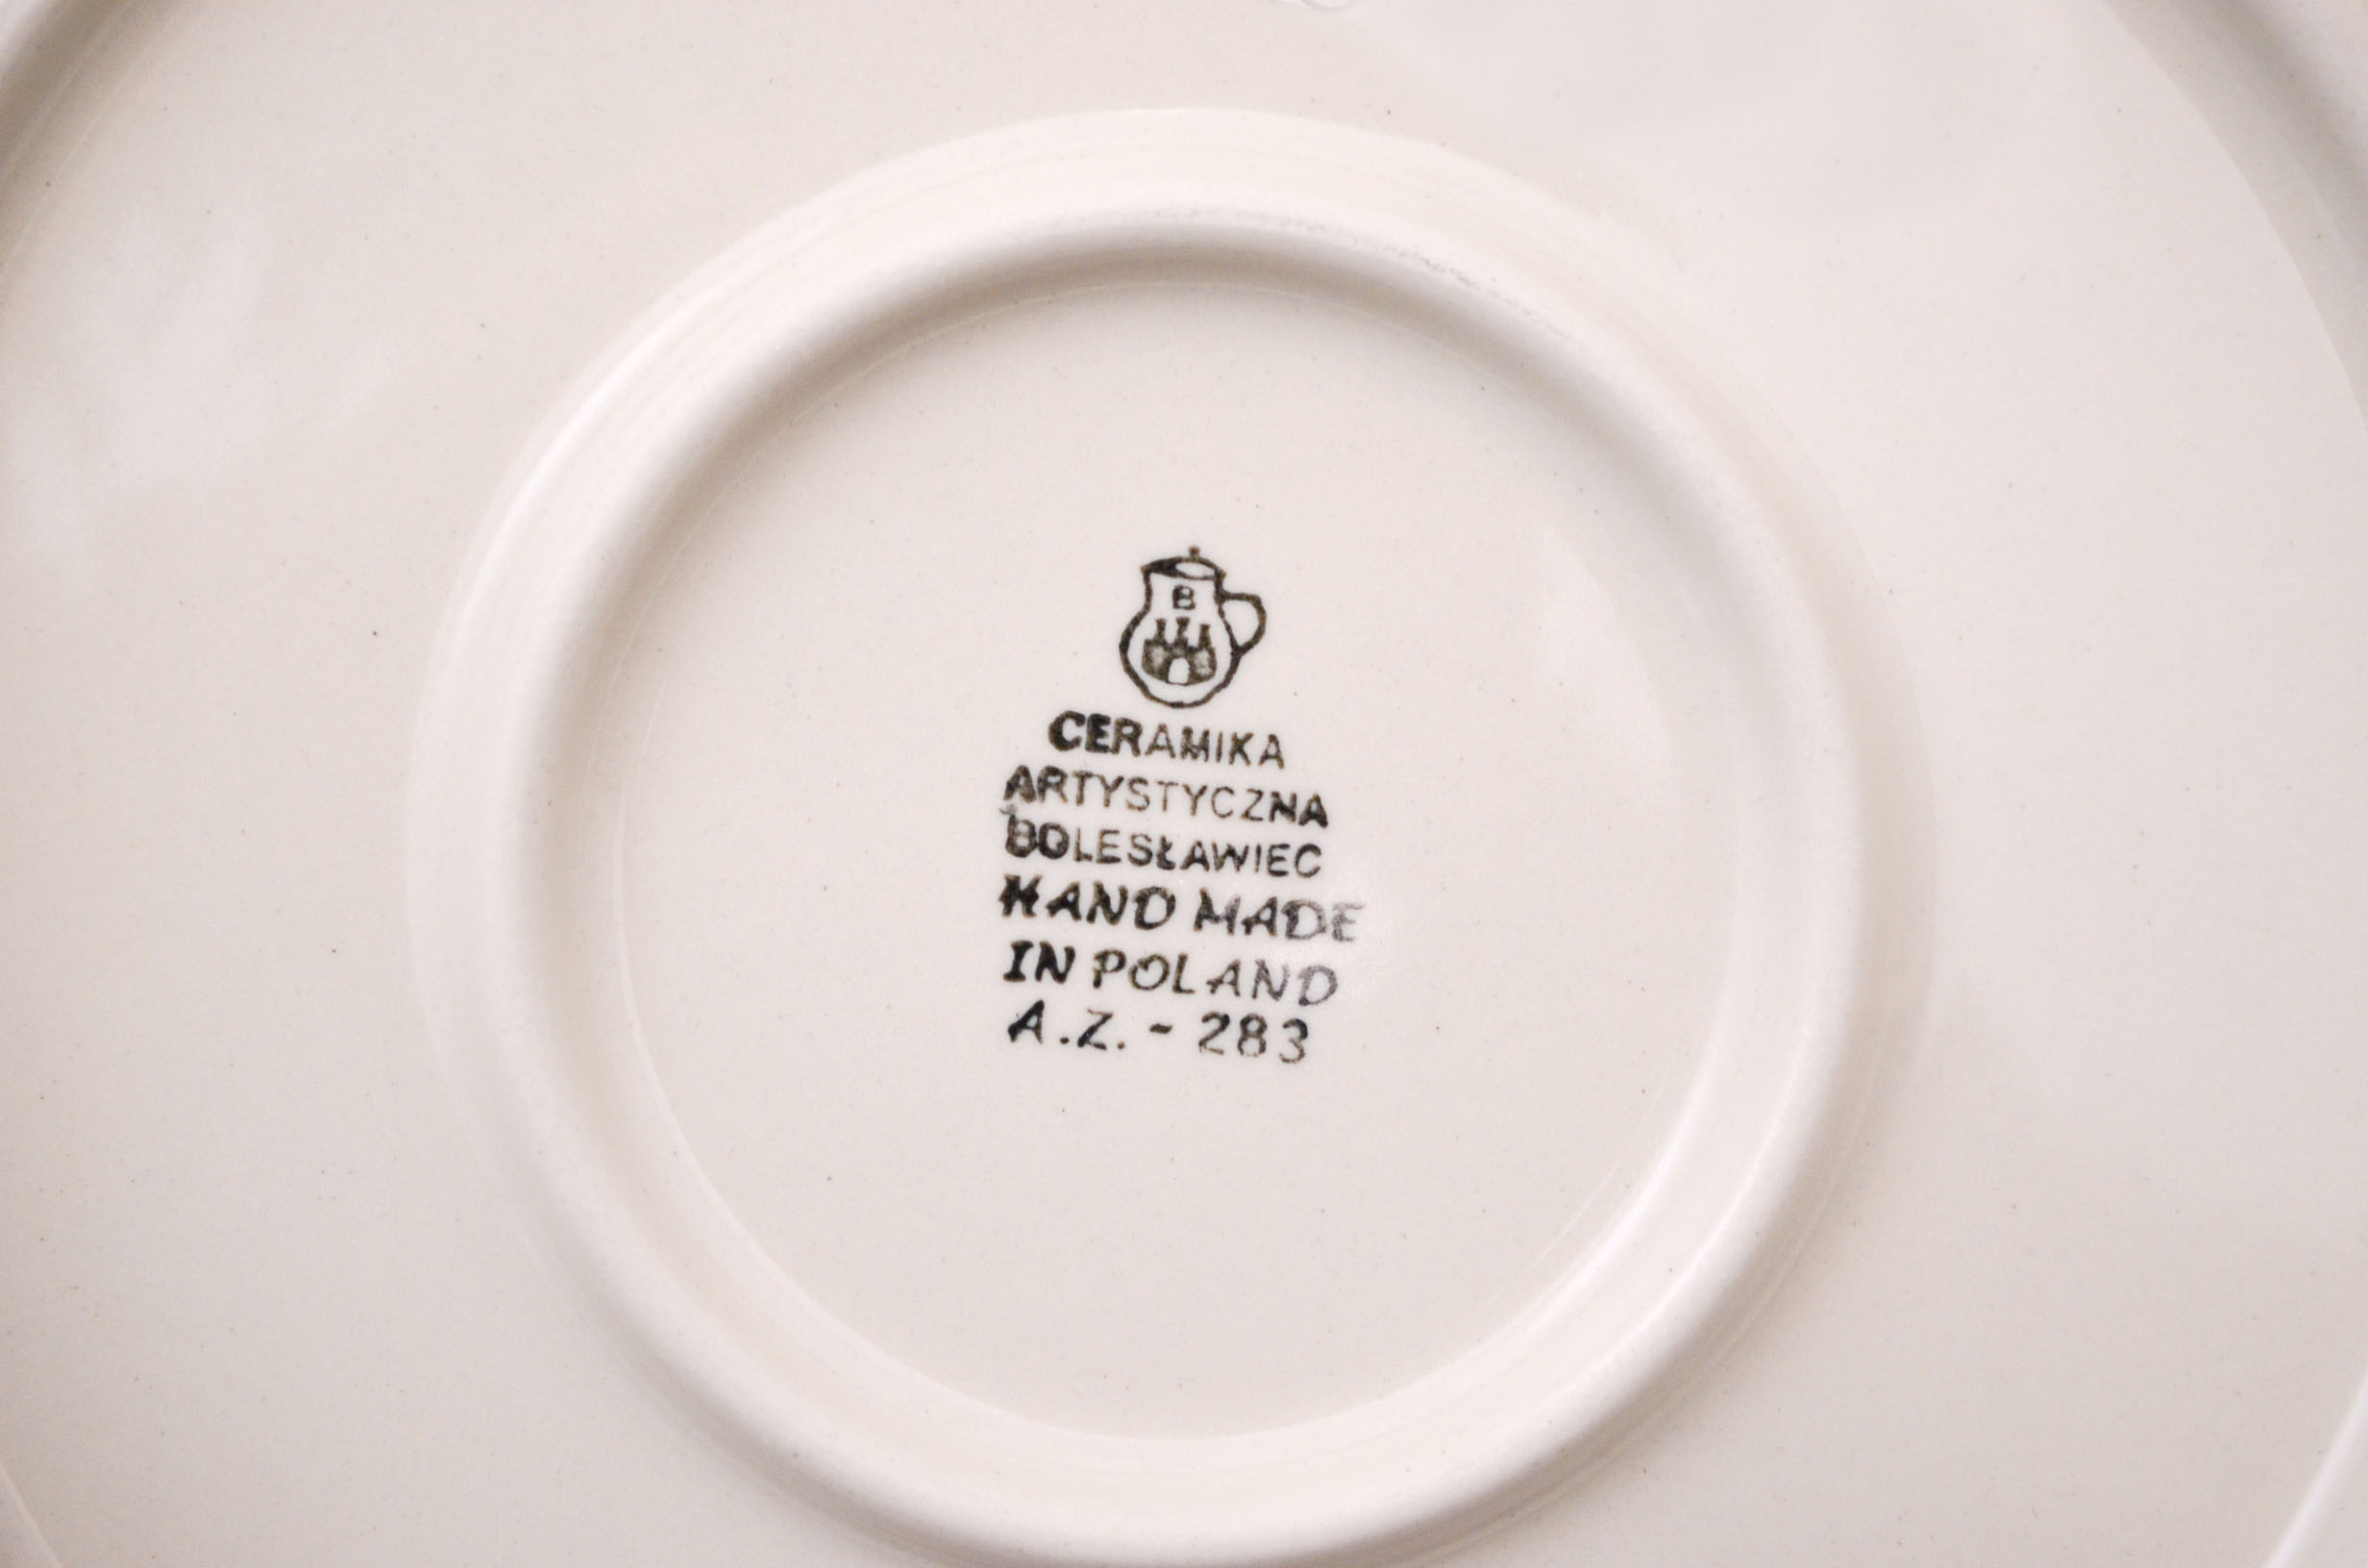 B
CERAMIKA
ARTYSTYCZNA
BOLESŁAWIEC
HAND MADE
IN POLAND
A.Z. - 283